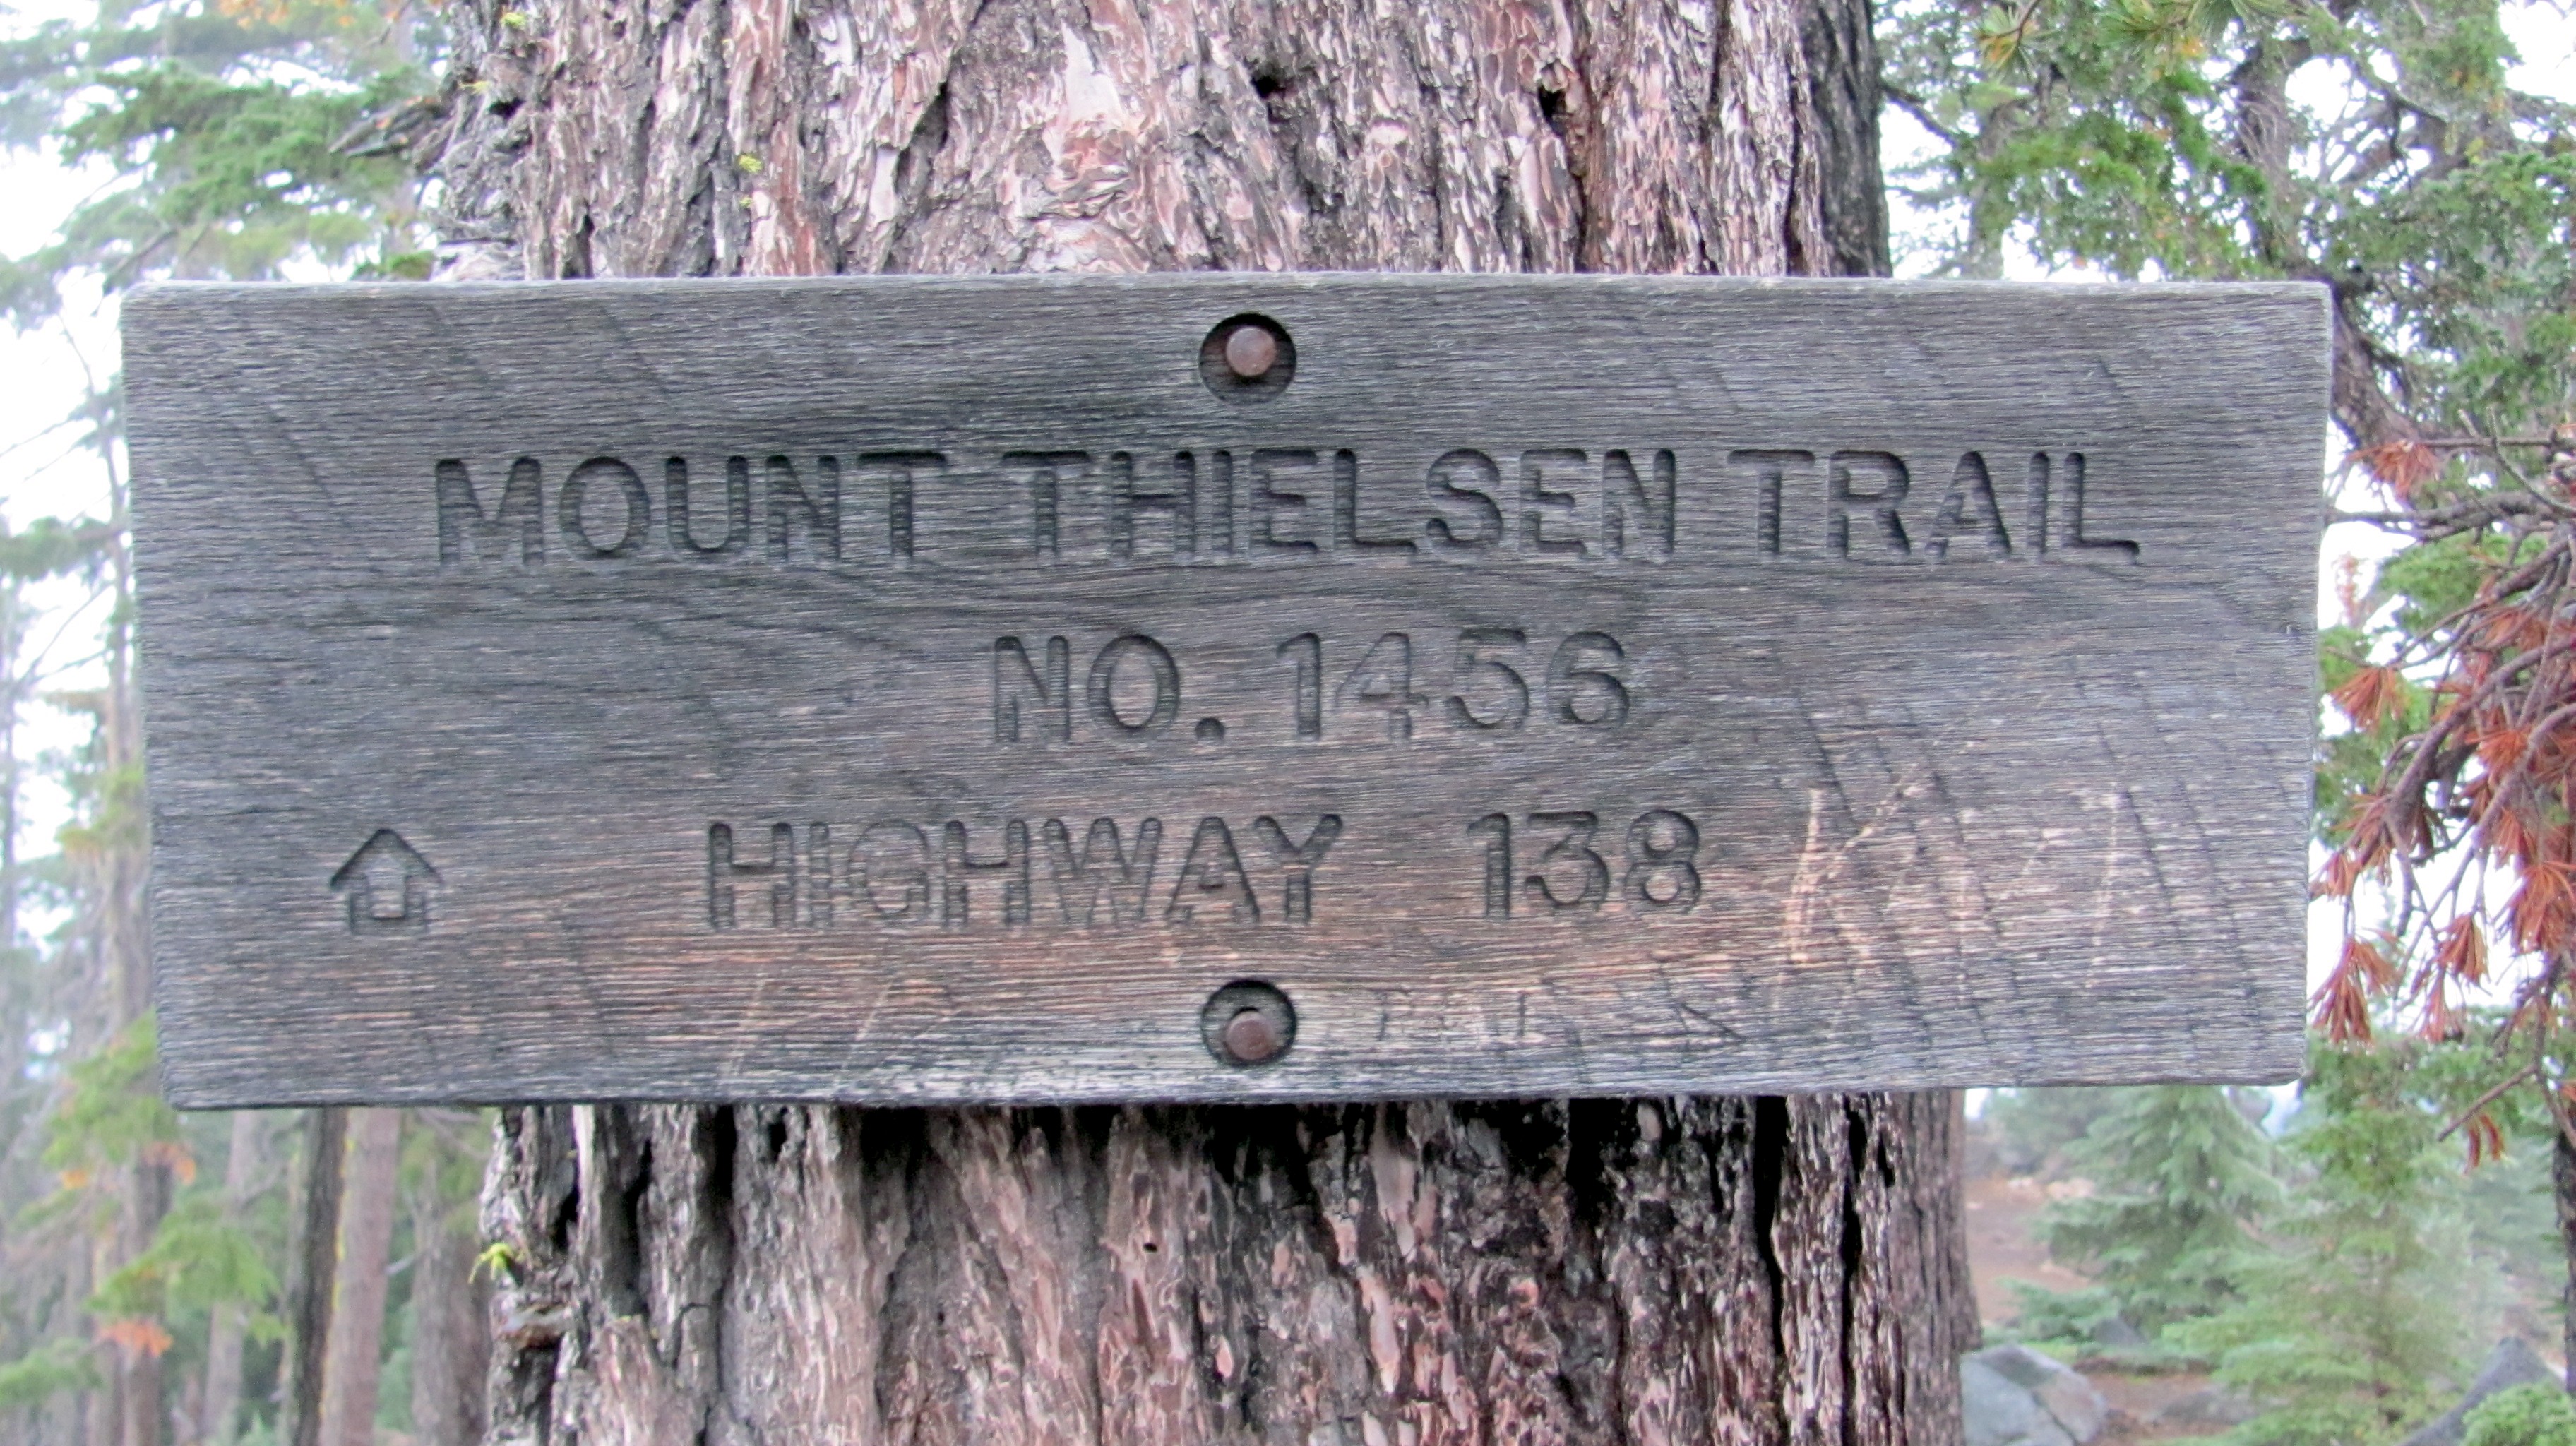 MOUNT THIELSEN TRAIL
NO. 1456
HIGHWAY 138